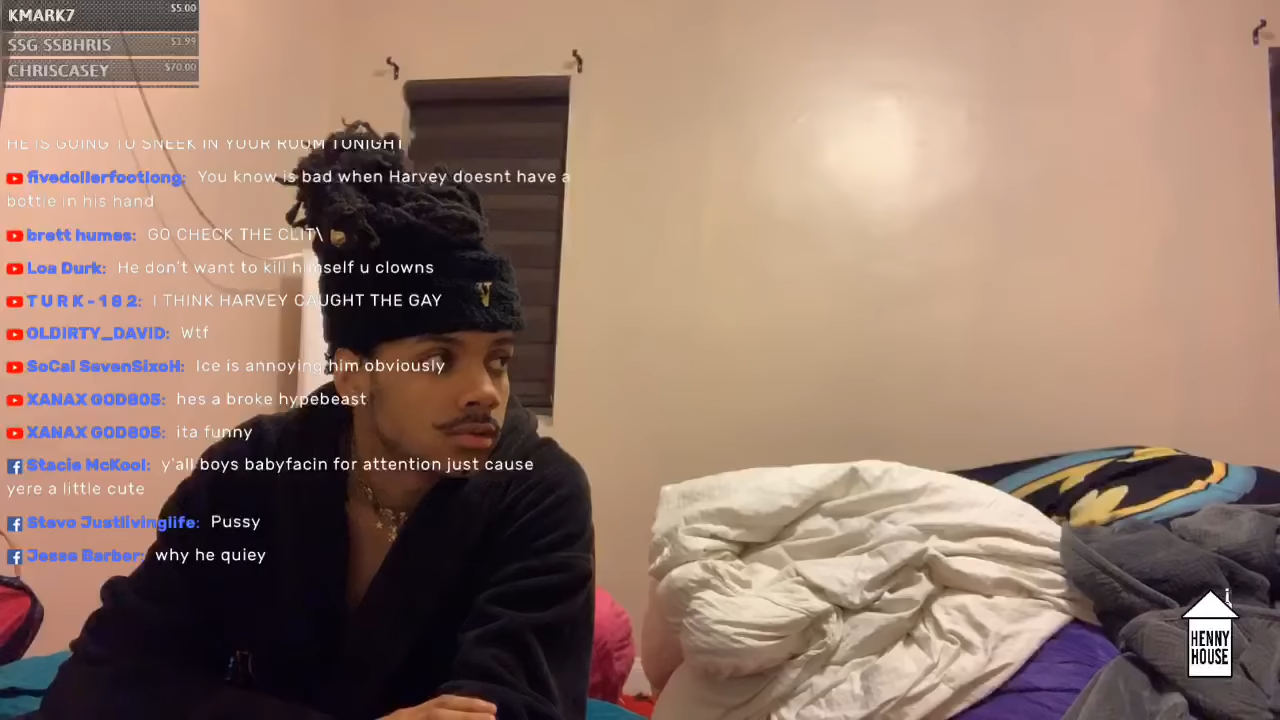 KMARK7 $5.00
SSG SSBHRIS $1.99
CHRISCASEY $70.00
HE IS GOING TO SNEEK IN YOUR ROOM TONIGHT
fivedollerfootlong: You know is bad when Harvey doesnt have a
bottle in his hand
brett humes: GO CHECK THE CLIT\
Loa Durk: He don't want to kill himself u clowns
T U R K - 1 8 2: I THINK HARVEY CAUGHT THE GAY
OLDIRTY_DAVID: Wtf
SoCal SevenSixoH: Ice is annoying him obviously
XANAX GOD805: hes a broke hypebeast
XANAX GOD805: ita funny
Stacie McKool: y'all boys babyfacin for attention just cause
yere a little cute
Stevo Justlivinglife: Pussy
Jesse Barber: why he quiey
HENNY
HOUSE